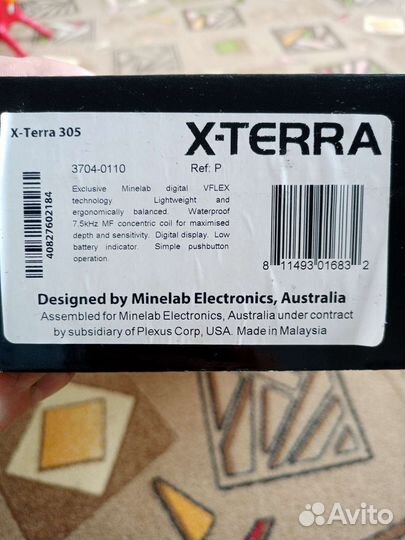 X-Terra 305
X-TERRA
3704-0110 Ref: P
Exclusive Minelab digital VFLEX
technology Lightweight and
ergonomically balanced. Waterproof
7.5kHz MF concentric coil for maximised
depth and sensitivity. Digital display. Low
battery indicator. Simple pushbutton
operation.
40827602184
8 11493 01683 2
Designed by Minelab Electronics, Australia
Assembled for Minelab Electronics, Australia under contract
by subsidiary of Plexus Corp, USA. Made in Malaysia
Avito